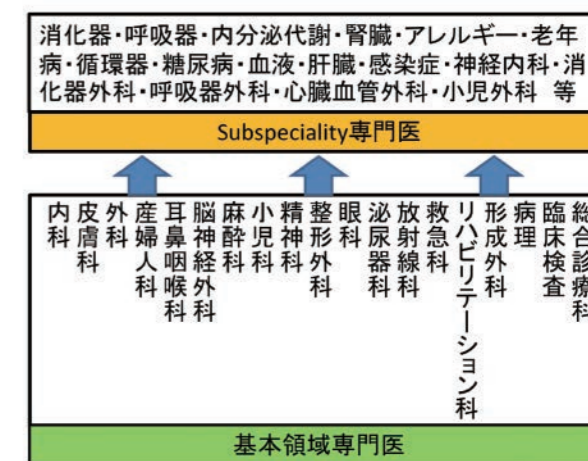 消化器・呼吸器・内分泌代謝・腎臓・アレルギー・老年
病・循環器・糖尿病・血液・肝臓・感染症・神経内科・消
化器外科・呼吸器外科・心臓血管外科・小児外科 等
Subspeciality専門医
内科
皮膚科
外科
産婦人科
耳鼻咽喉科
脳神経外科
麻酔科
小児科
精神科
整形外科
眼科
泌尿器科
放射線科
救急科
リハビリテーション科
形成外科
病理
臨床検査
総合診療科
基本領域専門医